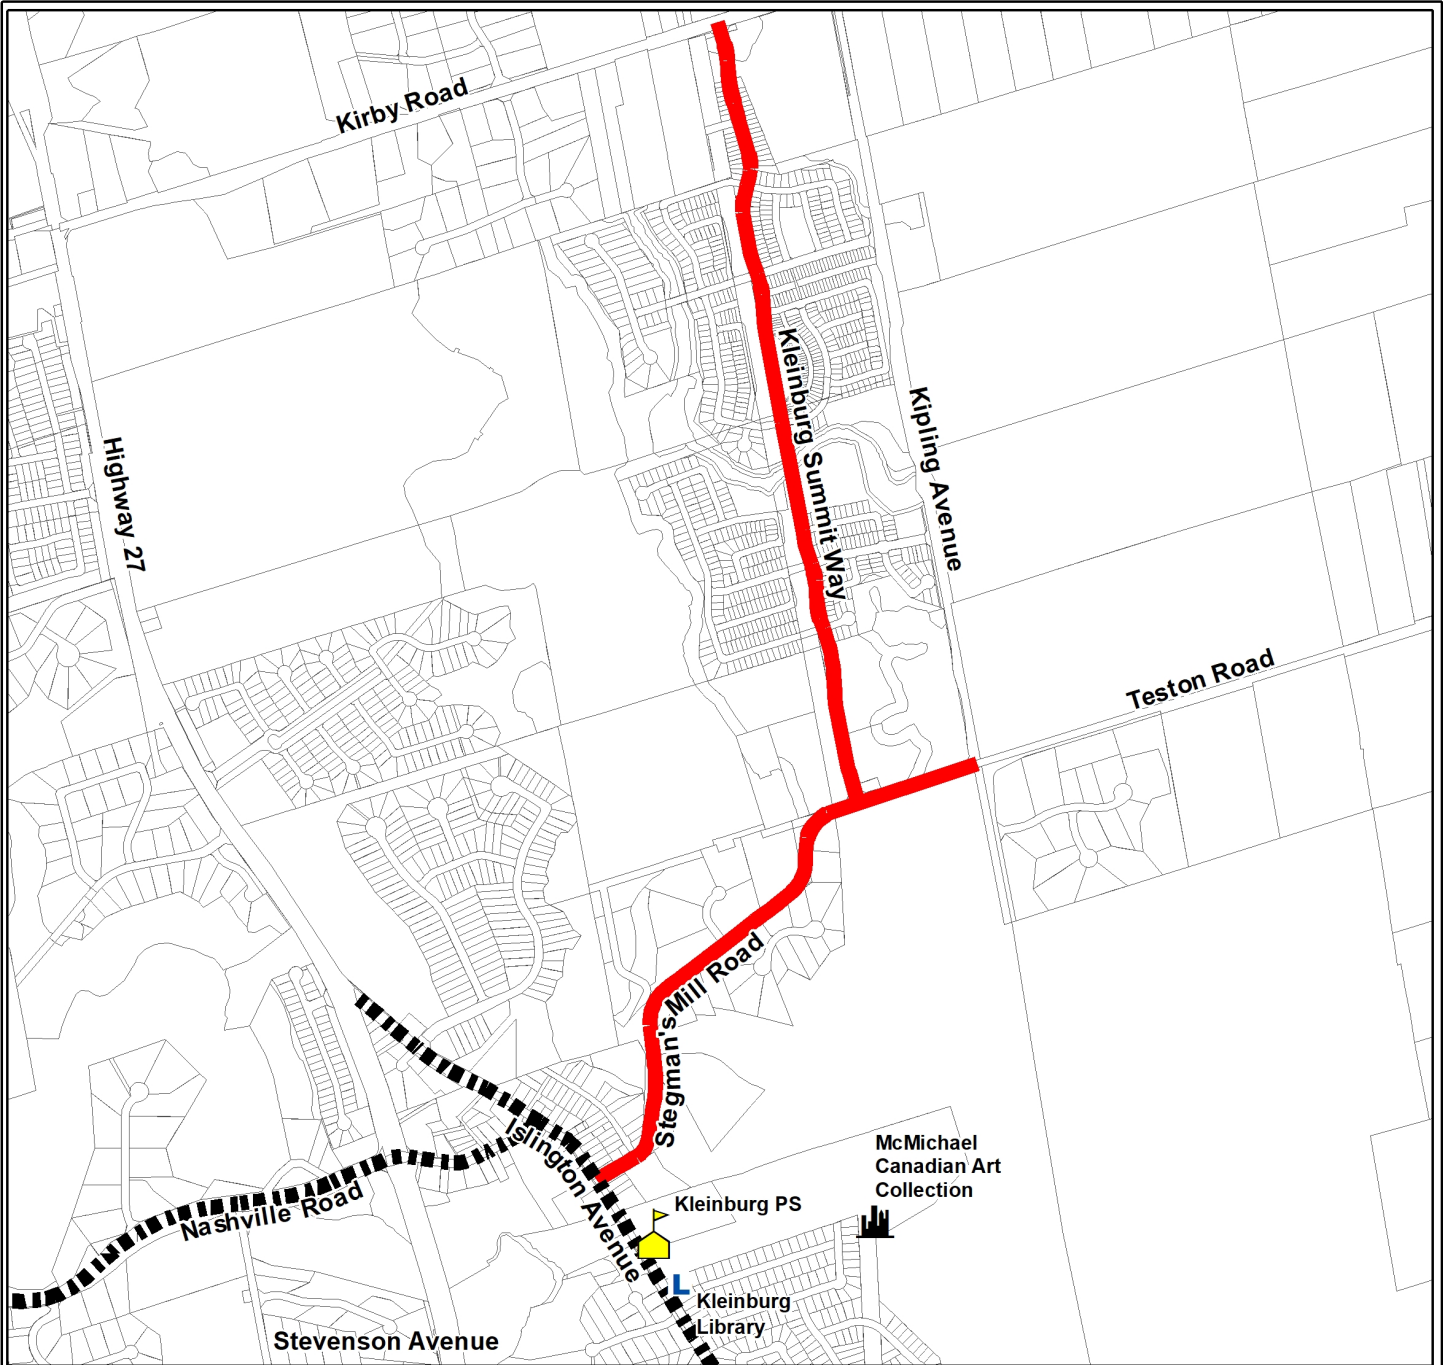 Kirby Road
Kleinburg Summit Way
Kipling Avenue
Highway 27
Teston Road
Stegman's Mill Road
Islington Avenue
Nashville Road
McMichael
Canadian Art
Collection
Kleinburg PS
L
Kleinburg
Library
Stevenson Avenue